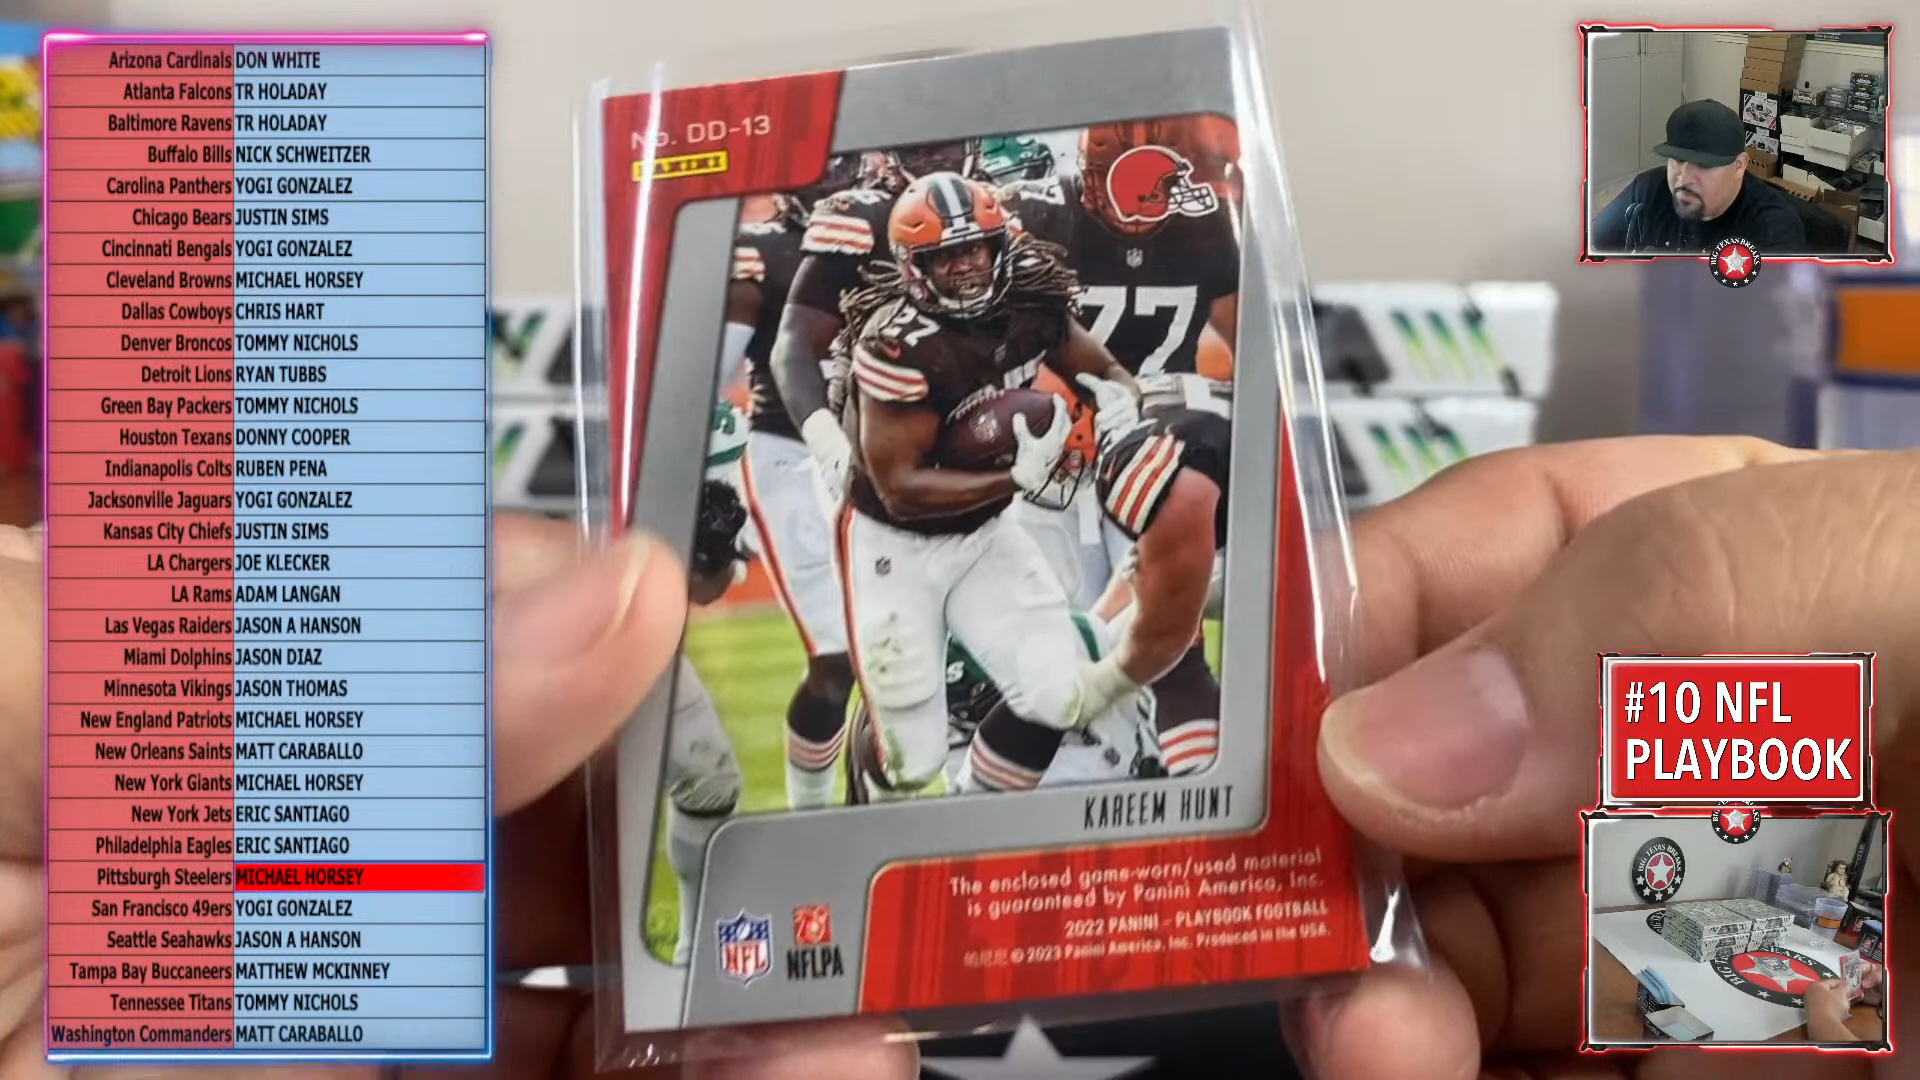 Arizona Cardinals DON WHITE
Atlanta Falcons TR HOLADAY
Baltimore Ravens TR HOLADAY
Buffalo Bills NICK SCHWEITZER
Carolina Panthers YOGI GONZALEZ
Chicago Bears JUSTIN SIMS
Cincinnati Bengals YOGI GONZALEZ
Cleveland Browns MICHAEL HORSEY
Dallas Cowboys CHRIS HART
Denver Broncos TOMMY NICHOLS
Detroit Lions RYAN TUBBS
Green Bay Packers TOMMY NICHOLS
Houston Texans DONNY COOPER
Indianapolis Colts RUBEN PENA
Jacksonville Jaguars YOGI GONZALEZ
Kansas City Chiefs JUSTIN SIMS
LA Chargers JOE KLECKER
LA Rams ADAM LANGAN
Las Vegas Raiders JASON A HANSON
Miami Dolphins JASON DIAZ
Minnesota Vikings JASON THOMAS
New England Patriots MICHAEL HORSEY
New Orleans Saints MATT CARABALLO
New York Giants MICHAEL HORSEY
New York Jets ERIC SANTIAGO
Philadelphia Eagles ERIC SANTIAGO
Pittsburgh Steelers MICHAEL HORSEY
San Francisco 49ers YOGI GONZALEZ
Seattle Seahawks JASON A HANSON
Tampa Bay Buccaneers MATTHEW MCKINNEY
Tennessee Titans TOMMY NICHOLS
Washington Commanders MATT CARABALLO
No. DD-13
PANINI
27
77
KAREEM HUNT
The enclosed game-worn/used material
is guaranteed by Panini America, Inc.
2022 PANINI - PLAYBOOK FOOTBALL
© 2023 Panini America, Inc. Produced in the USA.
NFL
NFLPA
BIG TEXAS BREAKS
#10 NFL
PLAYBOOK
BIG TEXAS BREAKS